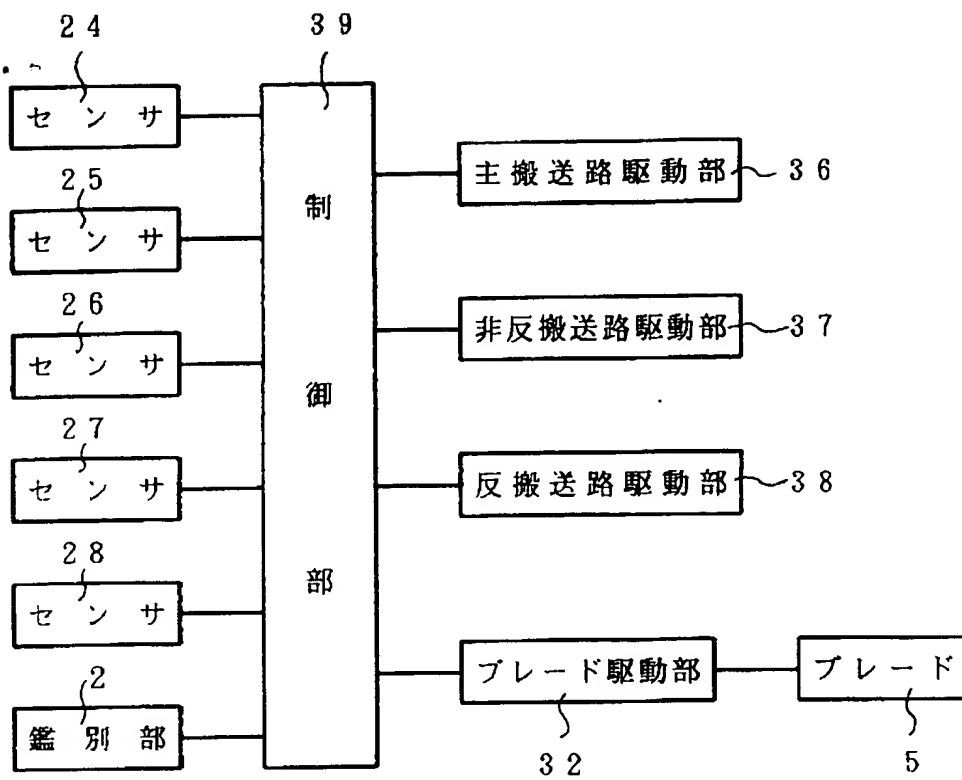 24
センサ
25
センサ
26
センサ
27
センサ
28
センサ
2
鑑別部
39
制御部
主搬送路駆動部
36
非反搬送路駆動部
37
反搬送路駆動部
38
ブレード駆動部
32
ブレード
5